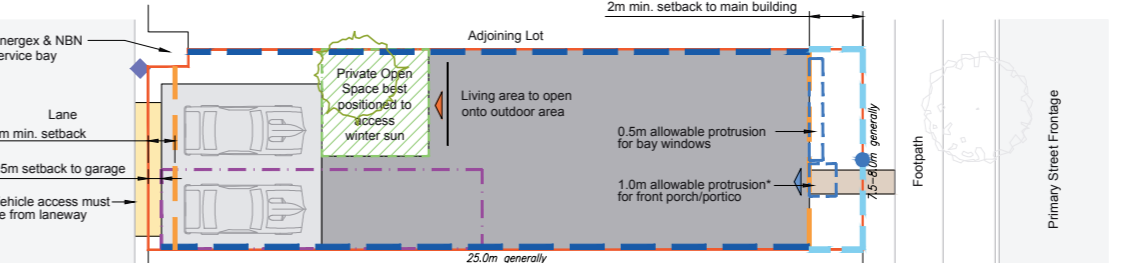 2m min. setback to main building
nergex & NBN
ervice bay
Adjoining Lot
Private Open
Space best
positioned to
access
winter sun
Living area to open
onto outdoor area
Lane
m min. setback
5m setback to garage
ehicle access must
e from laneway
0.5m allowable protrusion
for bay windows
1.0m allowable protrusion*
for front porch/portico
25.0m generally
7.5–8.0m generally
Footpath
Primary Street Frontage